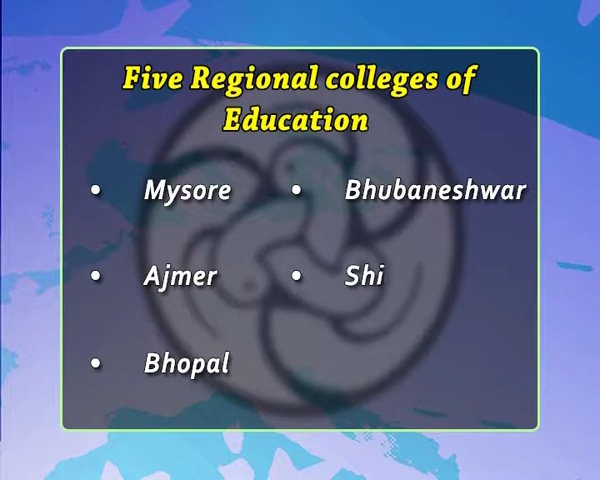 Five Regional colleges of
Education
• Mysore
• Bhubaneshwar
• Ajmer
• Shi
• Bhopal